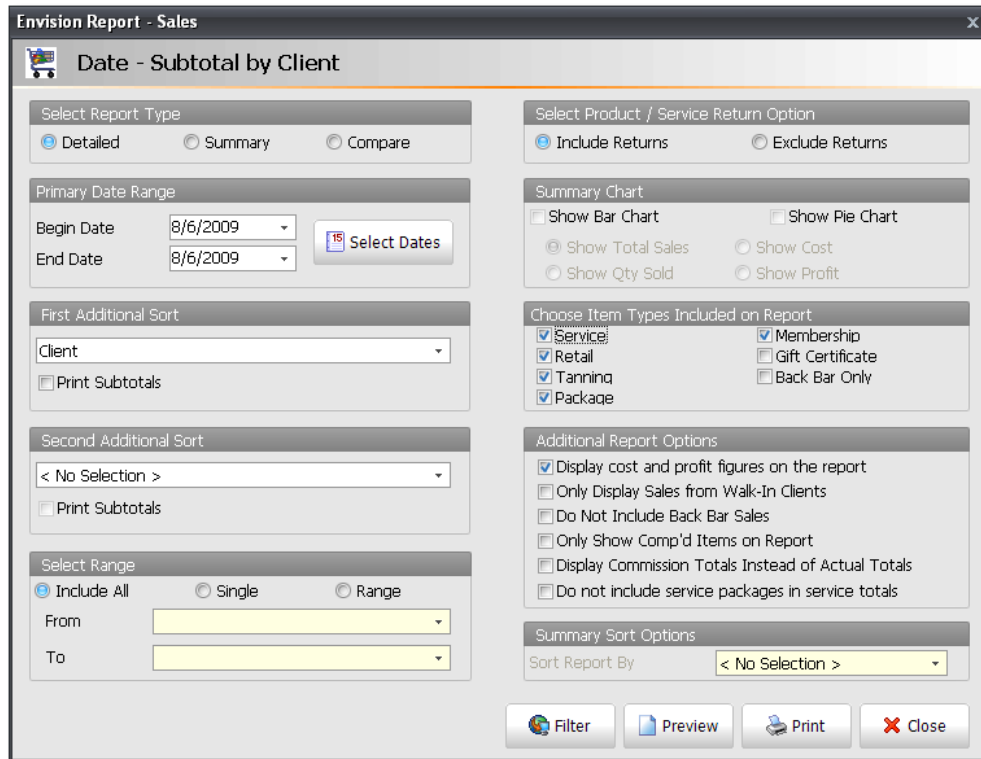 Envision Report - Sales
x
Date - Subtotal by Client
Select Report Type
Detailed Summary Compare
Primary Date Range
Begin Date 8/6/2009
End Date 8/6/2009
15 Select Dates
First Additional Sort
Client
Print Subtotals
Second Additional Sort
< No Selection >
Print Subtotals
Select Range
Include All Single Range
From
To
Select Product / Service Return Option
Include Returns Exclude Returns
Summary Chart
Show Bar Chart Show Pie Chart
Show Total Sales Show Cost
Show Qty Sold Show Profit
Choose Item Types Included on Report
Service Membership
Retail Gift Certificate
Tanning Back Bar Only
Package
Additional Report Options
Display cost and profit figures on the report
Only Display Sales from Walk-In Clients
Do Not Include Back Bar Sales
Only Show Comp'd Items on Report
Display Commission Totals Instead of Actual Totals
Do not include service packages in service totals
Summary Sort Options
Sort Report By < No Selection >
Filter Preview Print Close